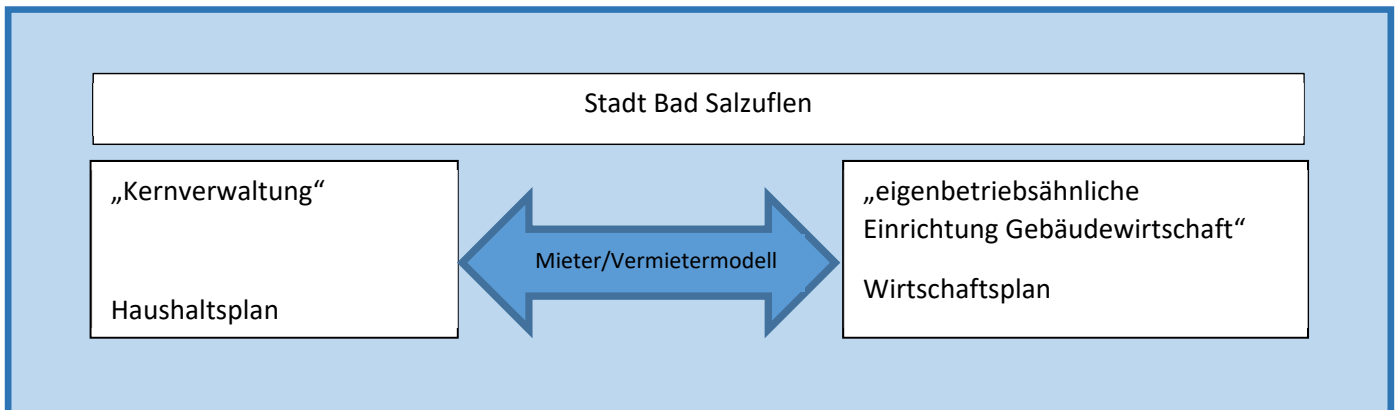 Stadt Bad Salzuflen
„Kernverwaltung“
Haushaltsplan
Mieter/Vermietermodell
„eigenbetriebsähnliche
Einrichtung Gebäudewirtschaft“
Wirtschaftsplan